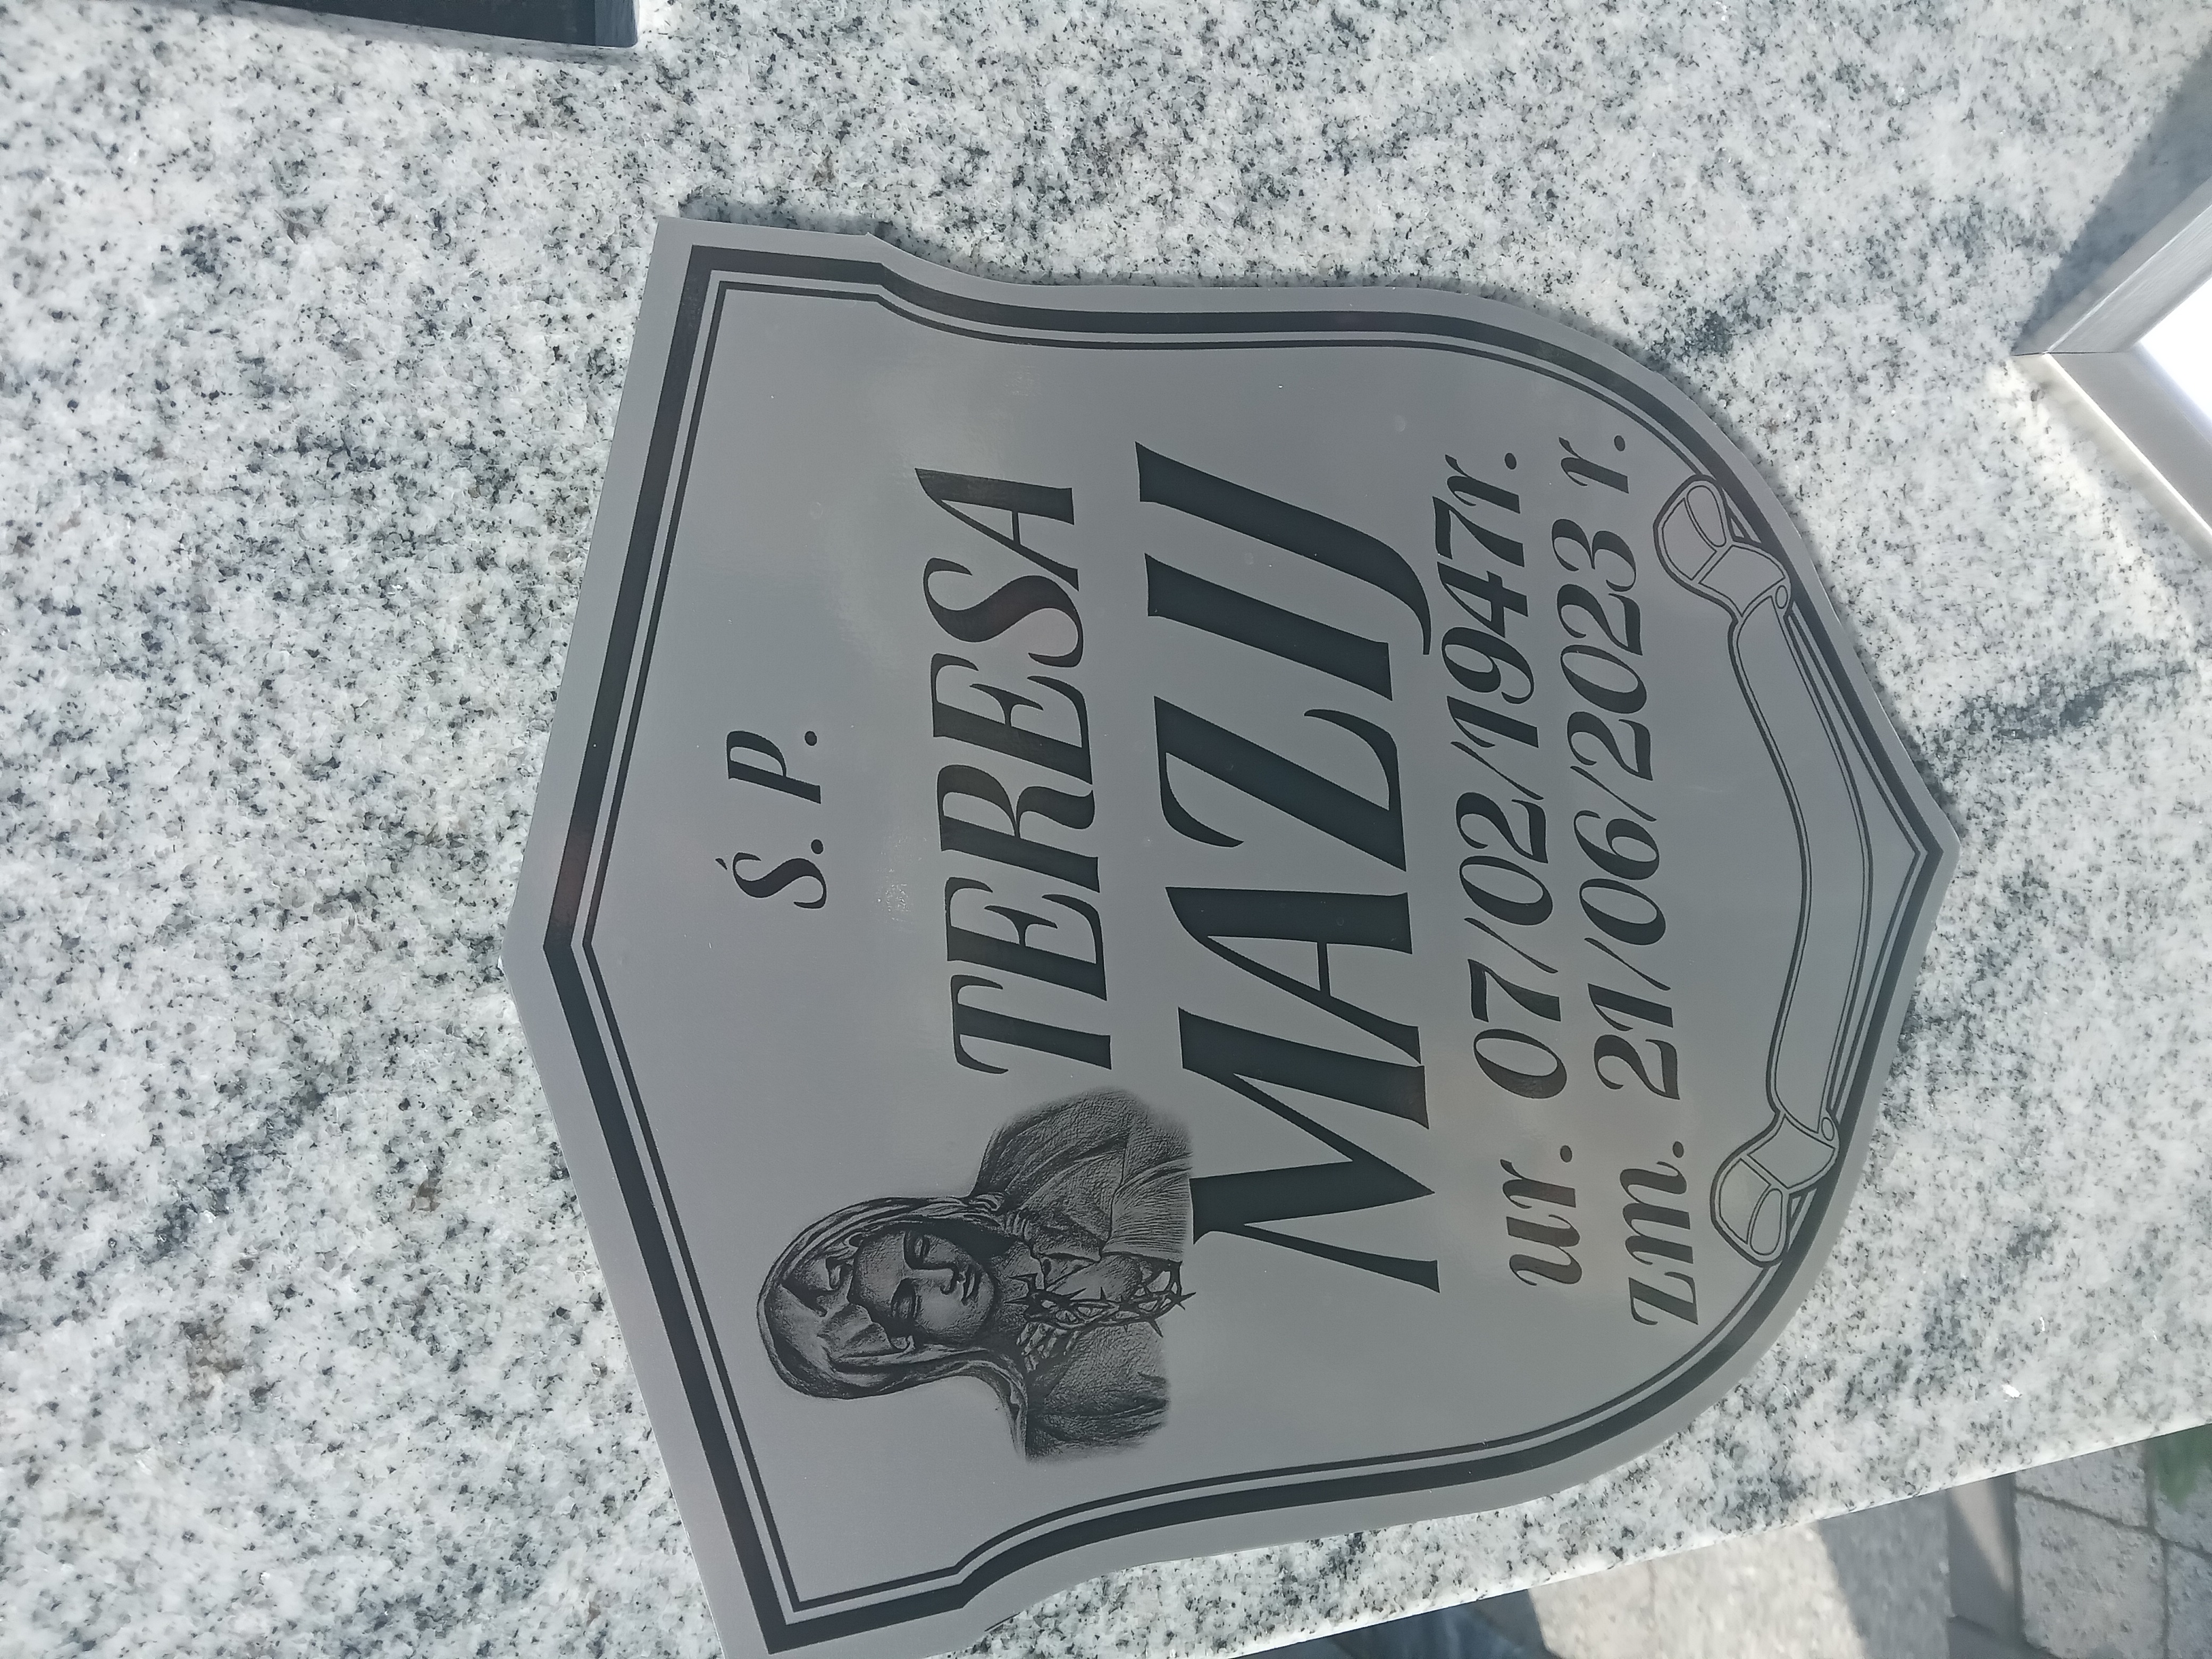 Ś. P.
TERESA
MAZIJ
ur. 07/02/1947r.
zm. 21/06/2023 r.